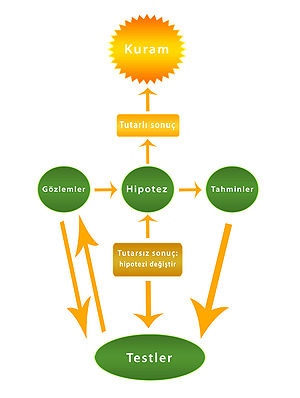 Kuram
Tutarlı sonuç
Gözlemler
Hipotez
Tahminler
Tutarsız sonuç:
hipotezi değiştir
Testler